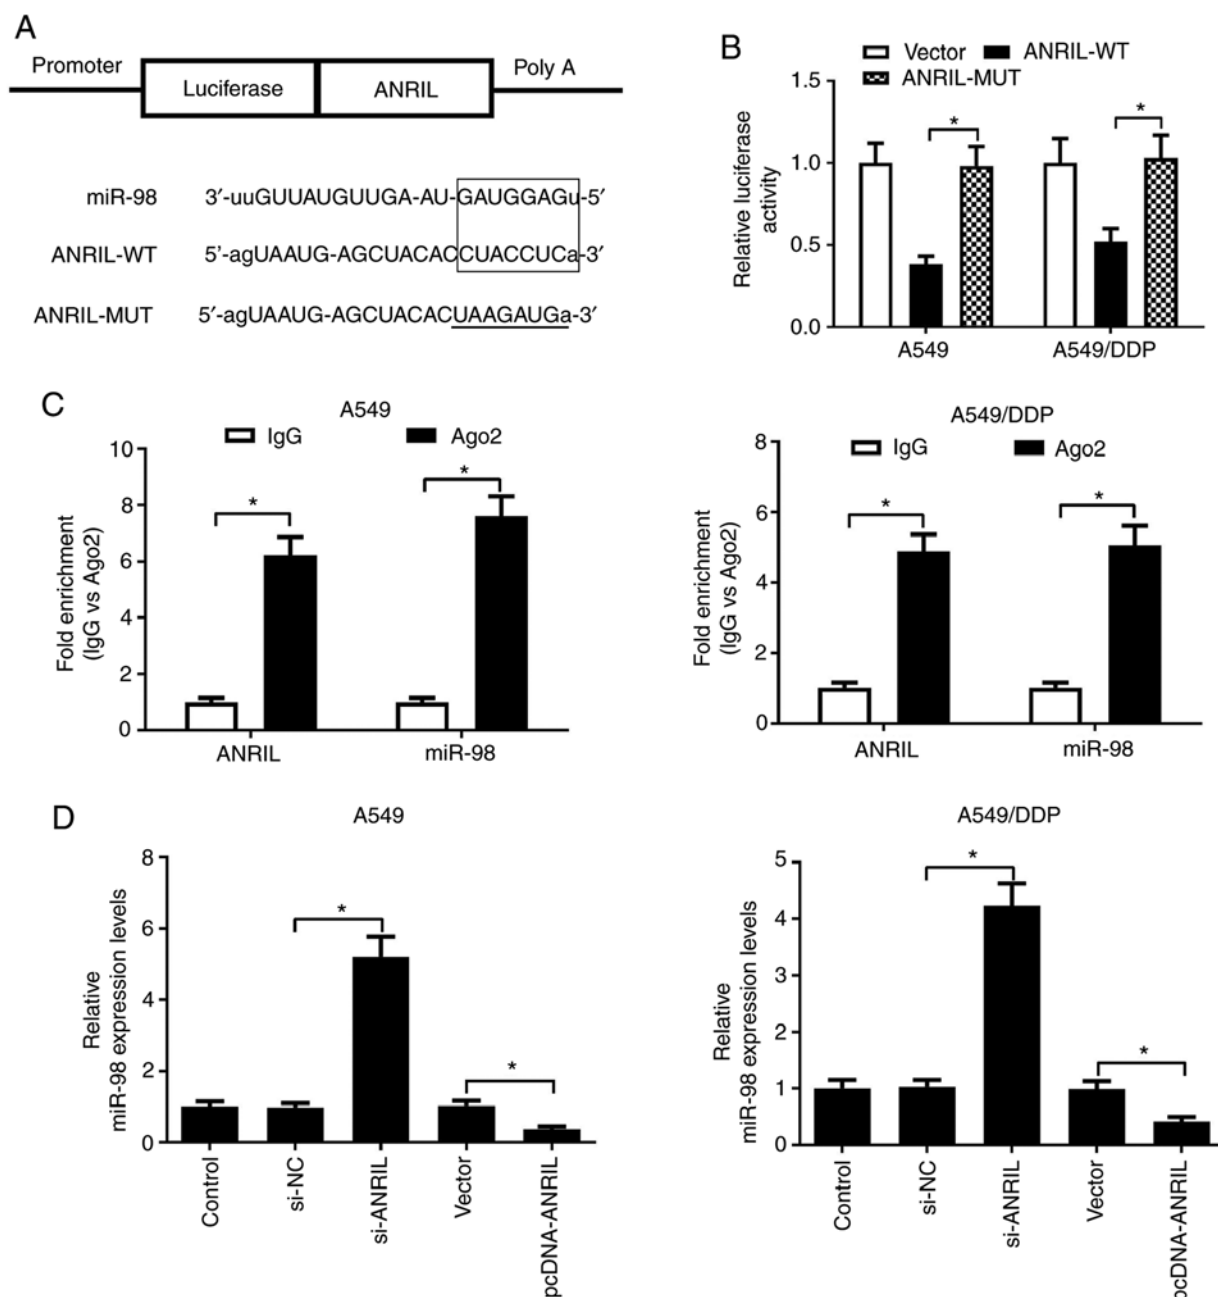 A
Promoter
Luciferase
ANRIL
Poly A
miR-98 3′-uuGUUAUGUUGA-AU-GAUGGAGu-5′
ANRIL-WT 5'-agUAAUG-AGCUACACCUACCUCa-3′
ANRIL-MUT 5′-agUAAUG-AGCUACACUAAGAUGa-3′
B
Vector
ANRIL-WT
ANRIL-MUT
Relative luciferase
activity
1.5
1.0
0.5
0.0
*
*
A549
A549/DDP
C
A549
IgG
Ago2
Fold enrichment
(IgG vs Ago2)
10
8
6
4
2
0
*
*
ANRIL
miR-98
A549/DDP
IgG
Ago2
Fold enrichment
(IgG vs Ago2)
8
6
4
2
0
*
*
ANRIL
miR-98
D
A549
Relative
miR-98 expression levels
8
6
4
2
0
*
*
Control
si-NC
si-ANRIL
Vector
pcDNA-ANRIL
A549/DDP
Relative
miR-98 expression levels
5
4
3
2
1
0
*
*
Control
si-NC
si-ANRIL
Vector
pcDNA-ANRIL